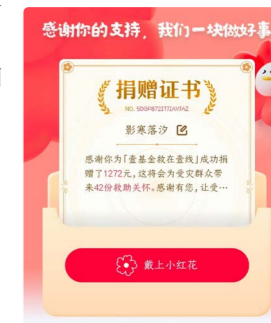 感谢你的支持，我们一块做好事
捐赠证书
影寒落汐
感谢你为「壹基金救在壹线」成功捐
赠了1272元，这将会为受灾群众带
来42份救助关怀。感谢有您，让受…
戴上小红花